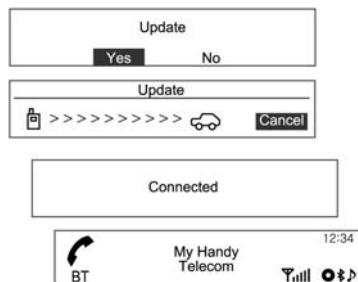 Update
Yes No
Update
>>>>>>>>>> Cancel
Connected
12:34
My Handy
Telecom
BT